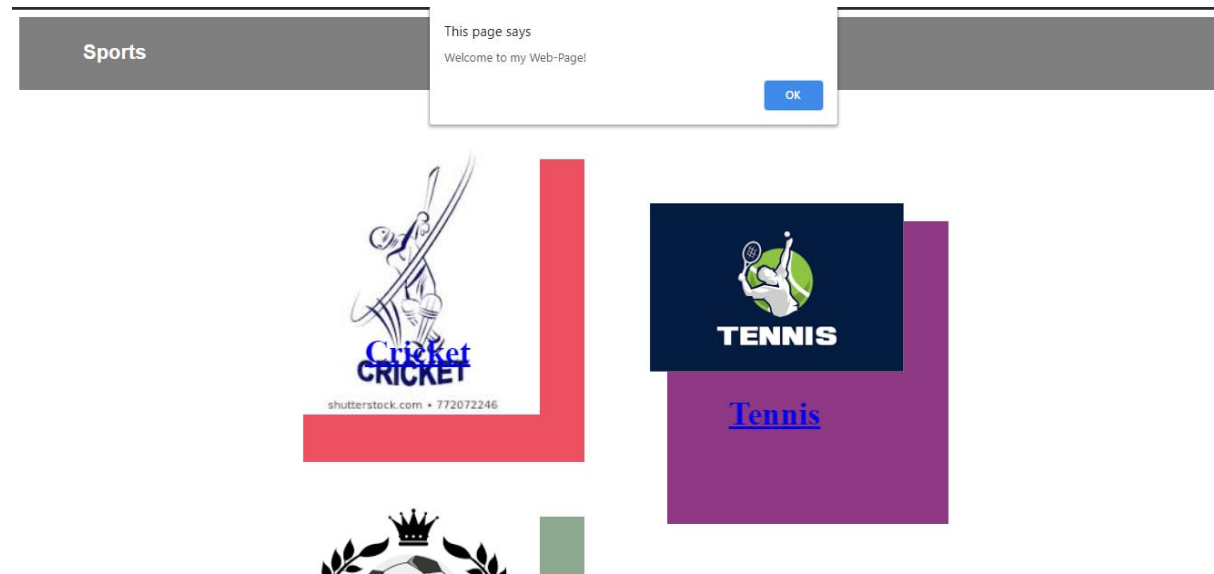 This page says
Sports
Welcome to my Web-Page!
OK
Cricket
CRICKET
shutterstock.com • 772072246
TENNIS
Tennis